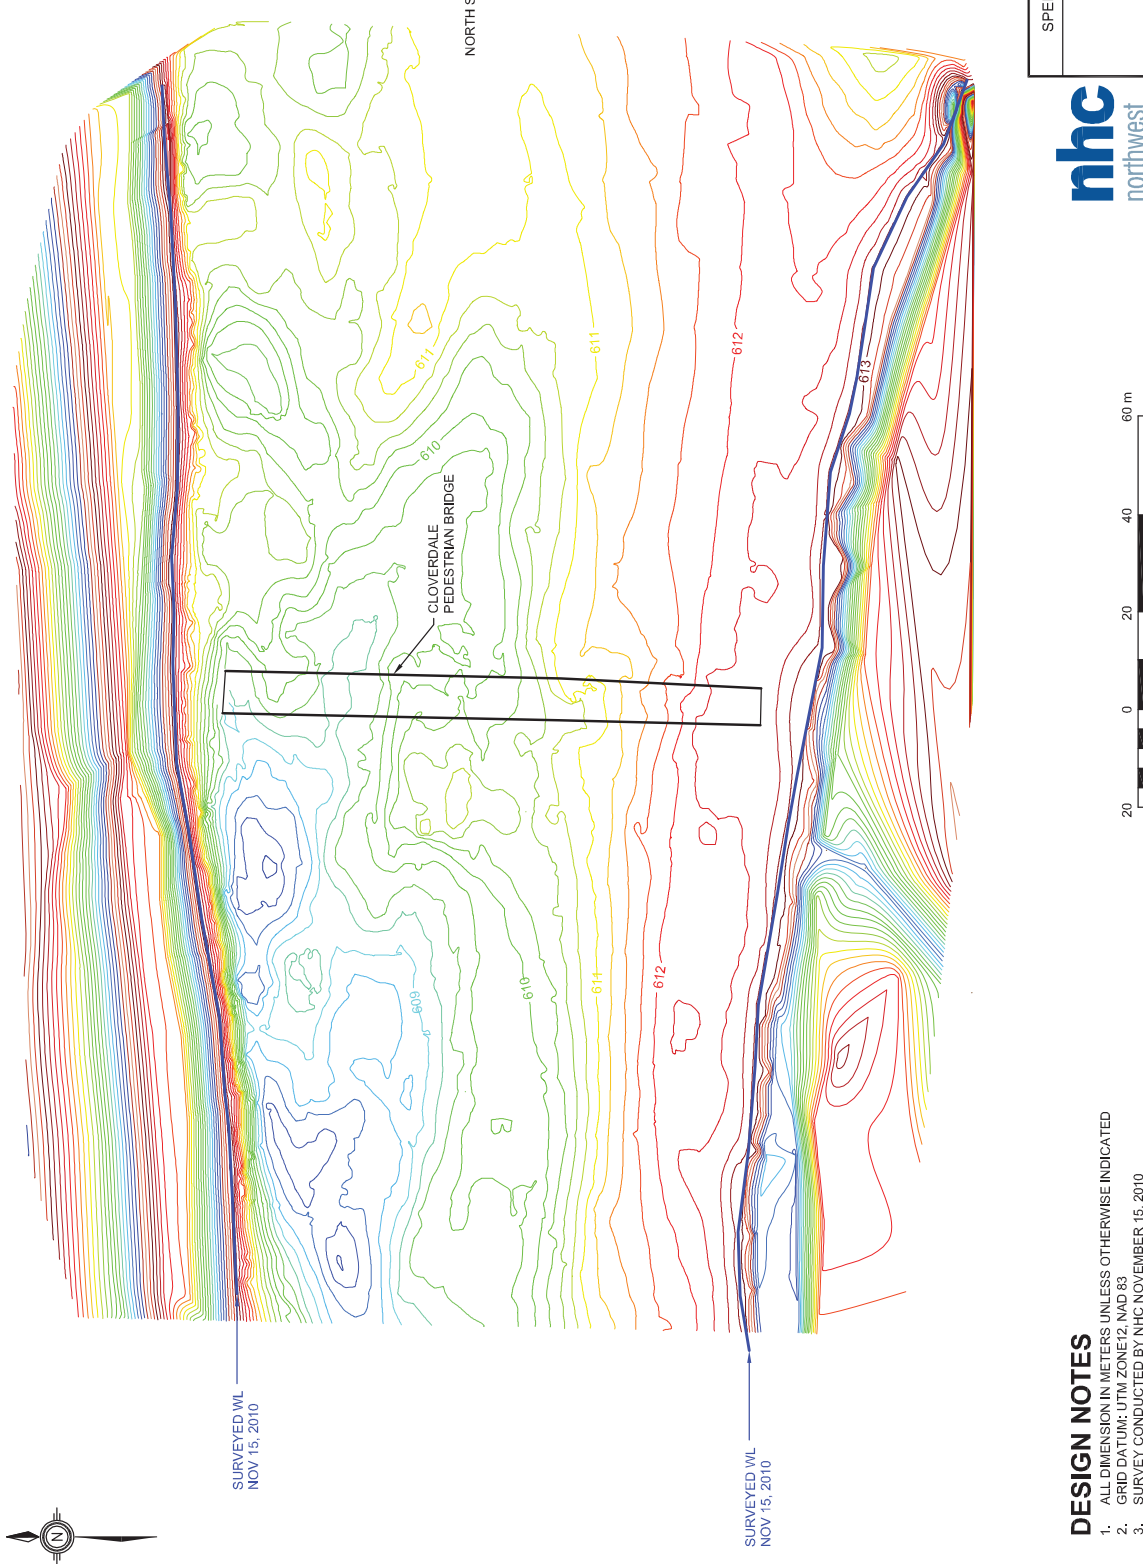 SURVEYED WL
NOV 15, 2010
SURVEYED WL
NOV 15, 2010
CLOVERDALE
PEDESTRIAN BRIDGE
NORTH S
609
610
611
612
610
611
611
612
613
N
DESIGN NOTES
1. ALL DIMENSION IN METERS UNLESS OTHERWISE INDICATED
2. GRID DATUM: UTM ZONE12, NAD 83
3. SURVEY CONDUCTED BY NHC NOVEMBER 15, 2010
20 0 20 40 60 m
nhc
northwest
SPE